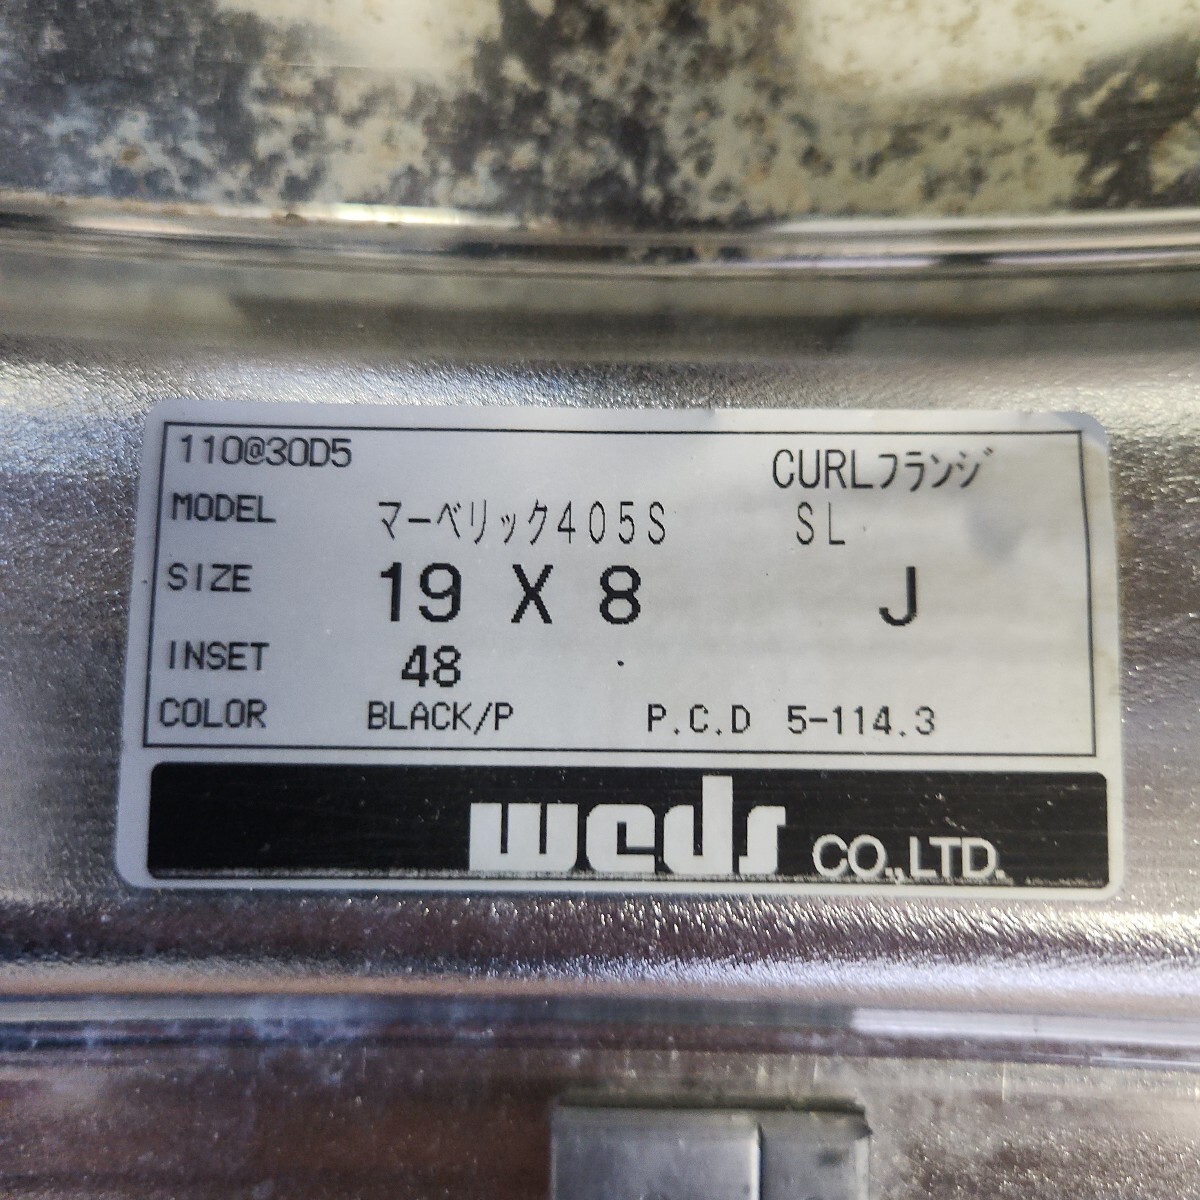 110@30D5
CURLフランジ
MODEL マーベリック405S SL
SIZE 19 X 8 J
INSET 48
COLOR BLACK/P P.C.D 5-114.3
weds CO.,LTD.